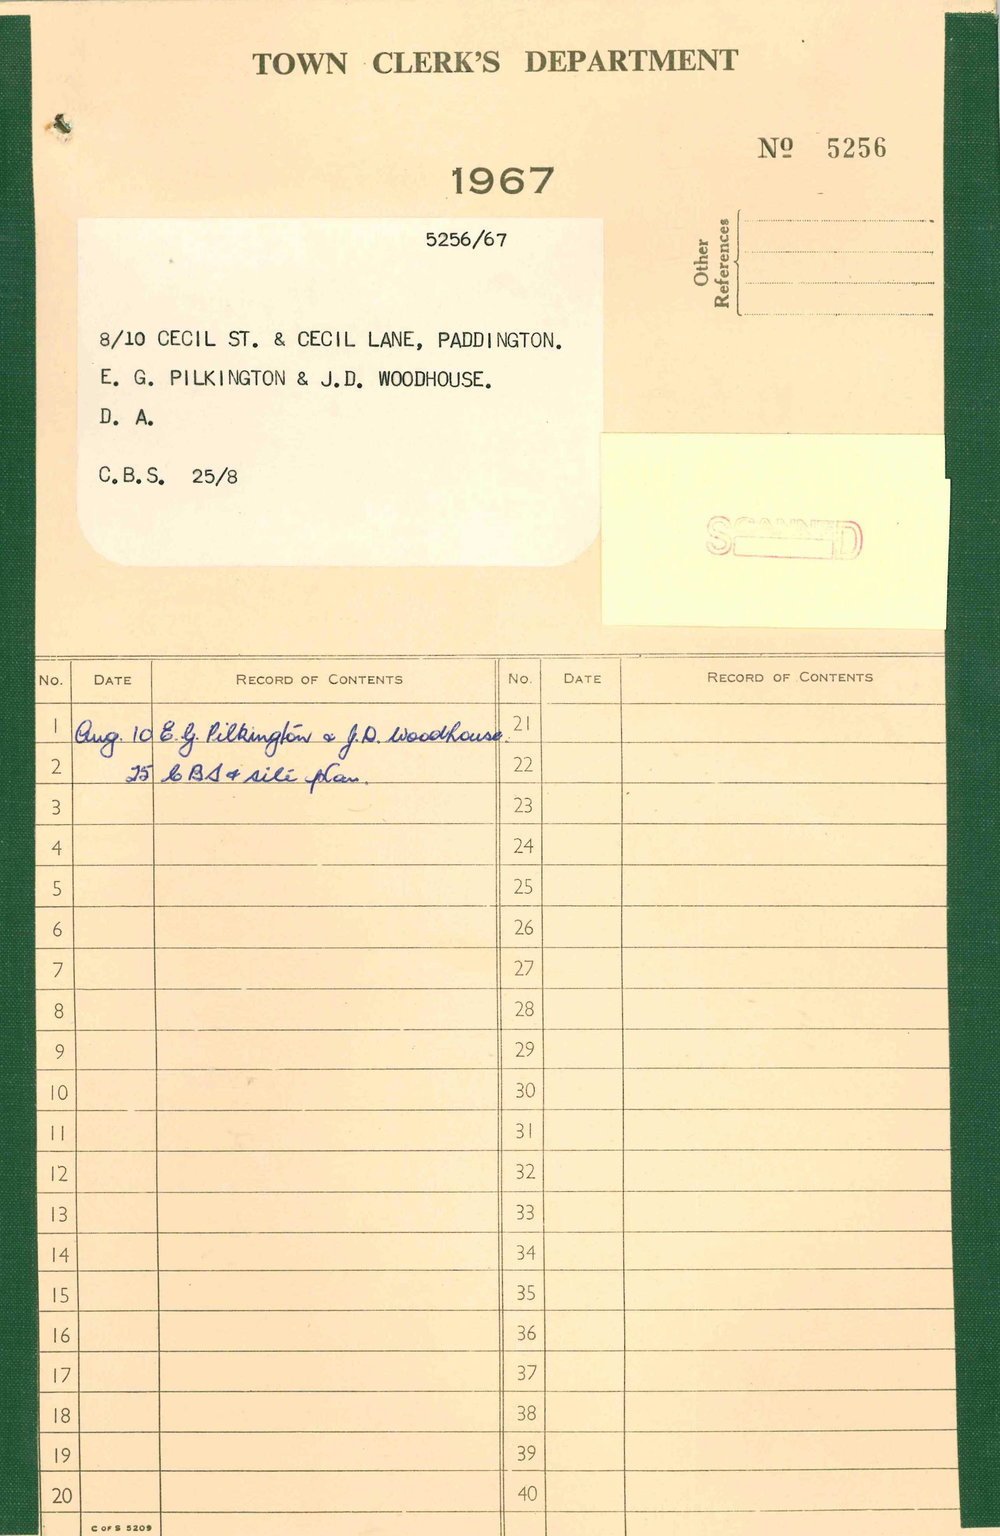 TOWN CLERK'S DEPARTMENT
Nº 5256
1967
Other
References
5256/67
8/10 CECIL ST. & CECIL LANE, PADDINGTON.
E. G. PILKINGTON & J.D. WOODHOUSE.
D. A.
C.B.S. 25/8
SCANNED
No. DATE RECORD OF CONTENTS No. DATE RECORD OF CONTENTS
1 Aug. 10 E.G. Pilkington & J.D. Woodhouse. 21
2 25 CBS & site plan. 22
3 23
4 24
5 25
6 26
7 27
8 28
9 29
10 30
11 31
12 32
13 33
14 34
15 35
16 36
17 37
18 38
19 39
20 40
C OF S 5209